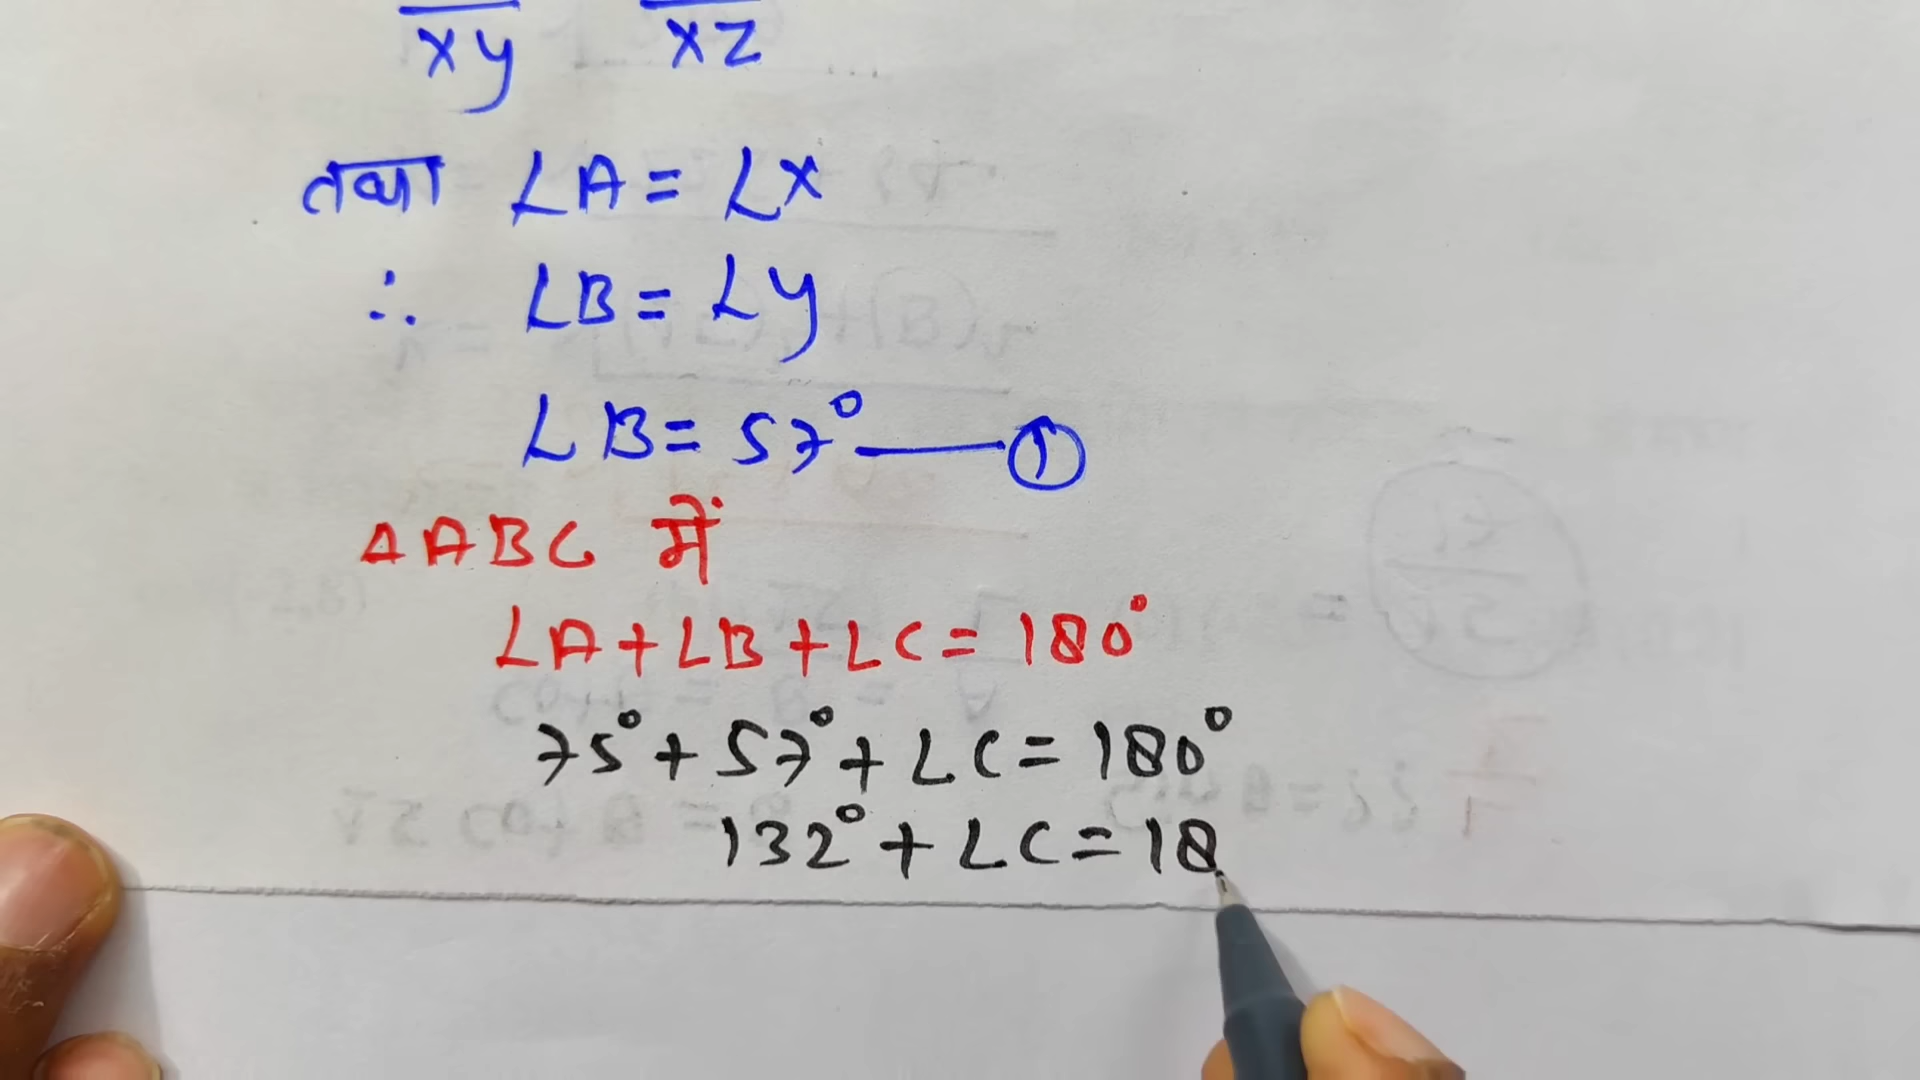 xy xz
तथा ∠A = ∠x
∴ ∠B = ∠y
∠B = 57° — ①
△ABC में
∠A + ∠B + ∠C = 180°
75° + 57° + ∠C = 180°
132° + ∠C = 18